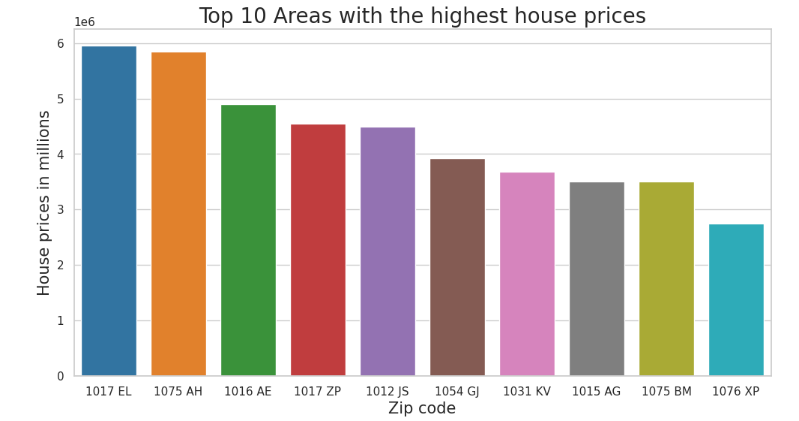 Top 10 Areas with the highest house prices
1e6
6
5
4
3
2
1
0
House prices in millions
1017 EL 1075 AH 1016 AE 1017 ZP 1012 JS 1054 GJ 1031 KV 1015 AG 1075 BM 1076 XP
Zip code